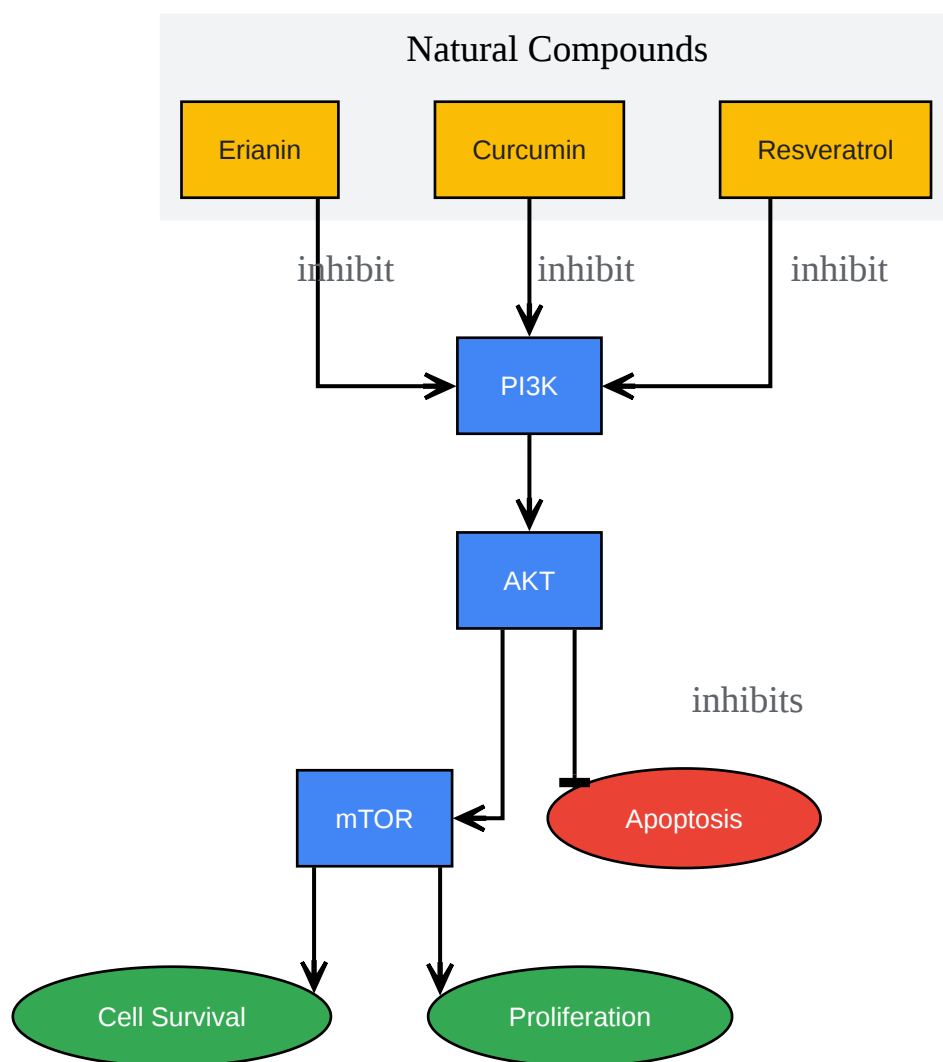 Natural Compounds
Erianin
Curcumin
Resveratrol
inhibit
inhibit
inhibit
PI3K
AKT
inhibits
mTOR
Apoptosis
Cell Survival
Proliferation